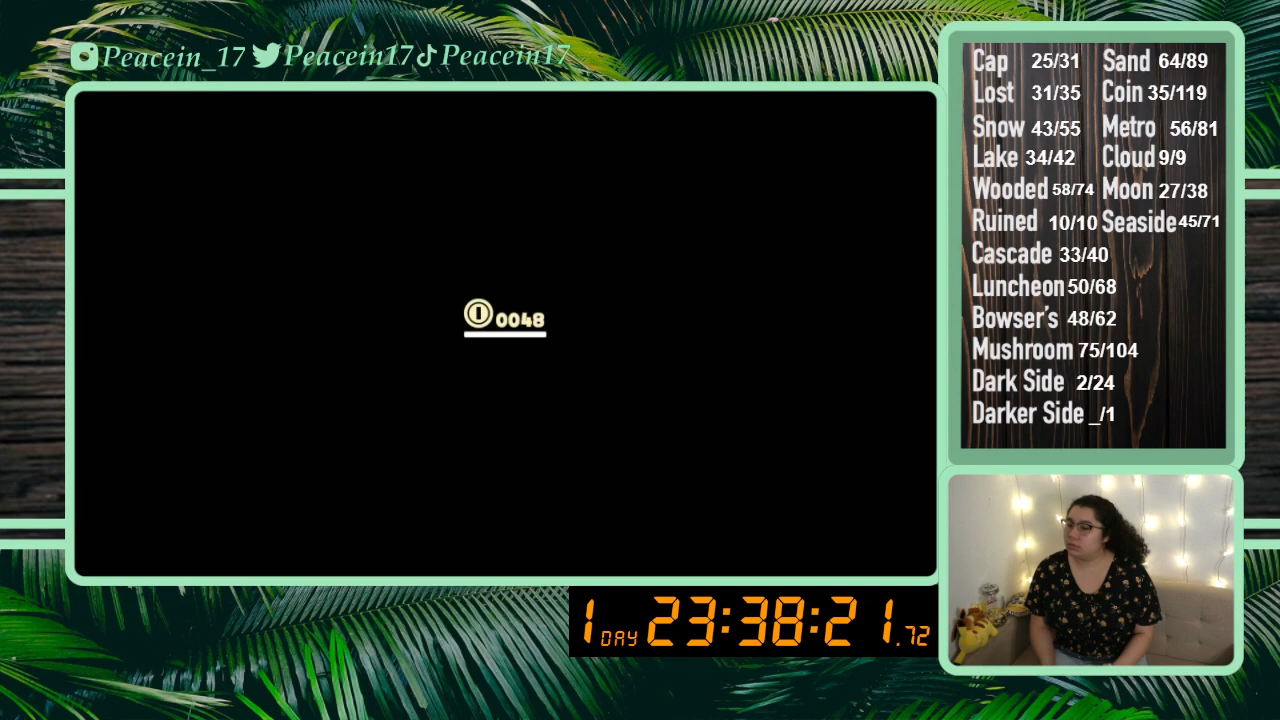 Peacein_17 Peacein17 Peacein17
0048
Cap 25/31 Sand 64/89
Lost 31/35 Coin 35/119
Snow 43/55 Metro 56/81
Lake 34/42 Cloud 9/9
Wooded 58/74 Moon 27/38
Ruined 10/10 Seaside 45/71
Cascade 33/40
Luncheon 50/68
Bowser's 48/62
Mushroom 75/104
Dark Side 2/24
Darker Side _/1
1 DAY 23:38:21.72